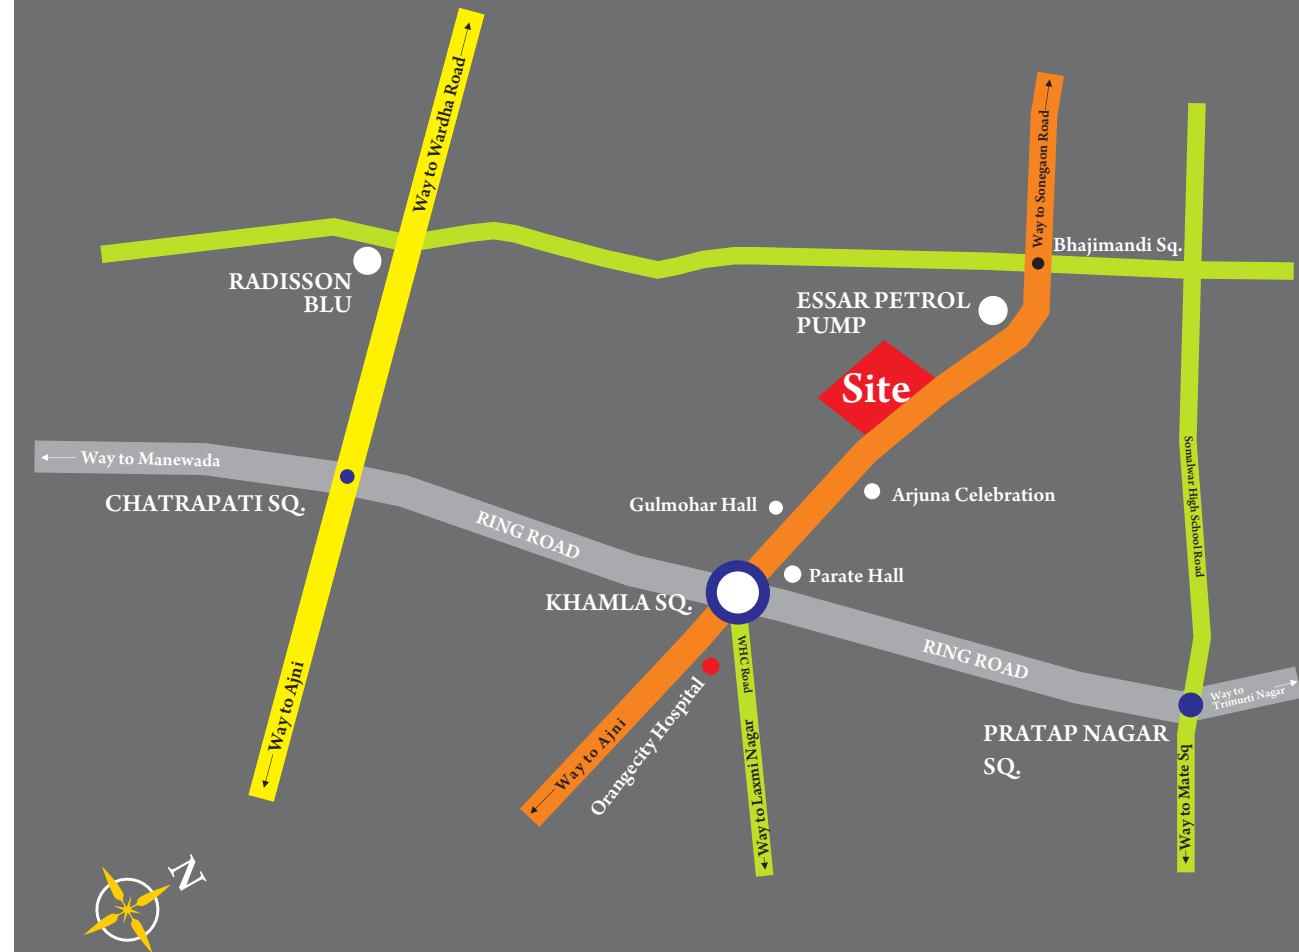 Way to Wardha Road
Way to Sonegaon Road
Bhajimandi Sq.
RADISSON
BLU
ESSAR PETROL
PUMP
Site
Way to Manewada
CHATRAPATI SQ.
RING ROAD
Gulmohar Hall
Arjuna Celebration
Somalwar High School Road
Parate Hall
KHAMLA SQ.
RING ROAD
WHC Road
Way to Laxmi Nagar
Orangecity Hospital
Way to Ajni
Way to Ajni
Way to
Trimurti Nagar
PRATAP NAGAR
SQ.
Way to Mate Sq
N